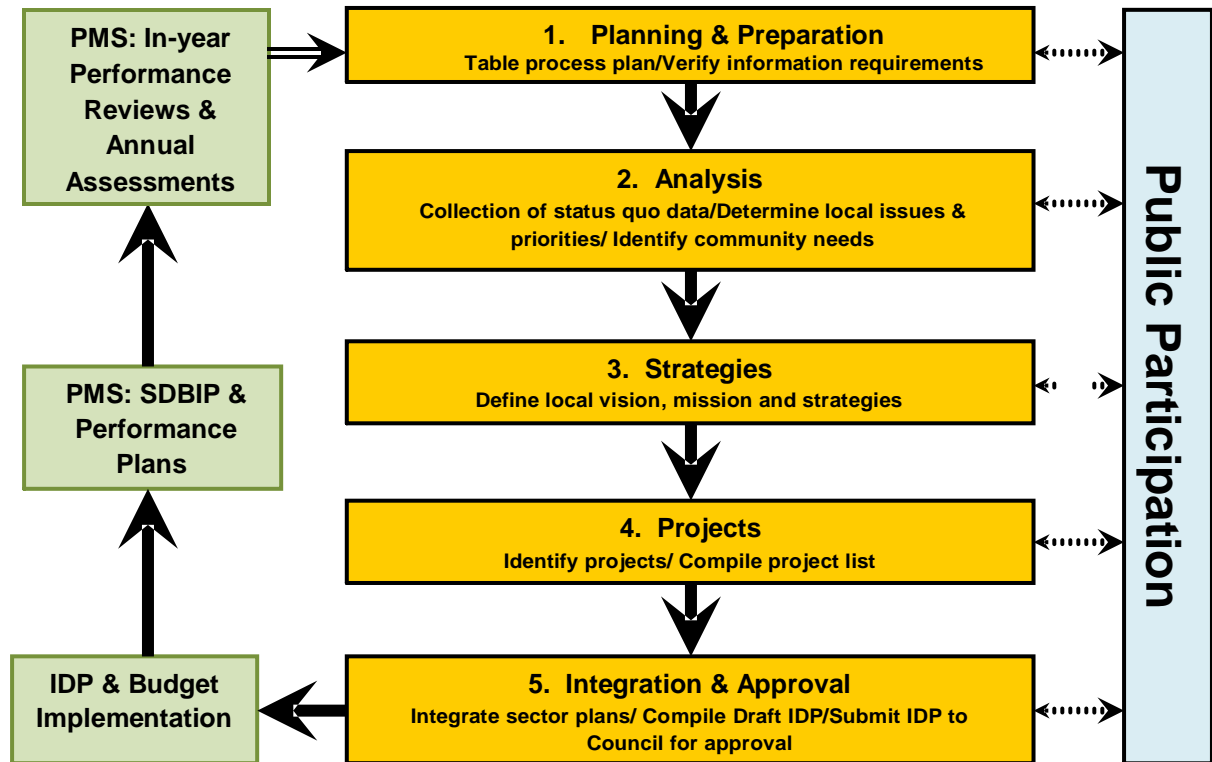 PMS: In-year
Performance
Reviews &
Annual
Assessments
PMS: SDBIP &
Performance
Plans
IDP & Budget
Implementation
1. Planning & Preparation
Table process plan/Verify information requirements
2. Analysis
Collection of status quo data/Determine local issues &
priorities/ Identify community needs
3. Strategies
Define local vision, mission and strategies
4. Projects
Identify projects/ Compile project list
5. Integration & Approval
Integrate sector plans/ Compile Draft IDP/Submit IDP to
Council for approval
Public Participation